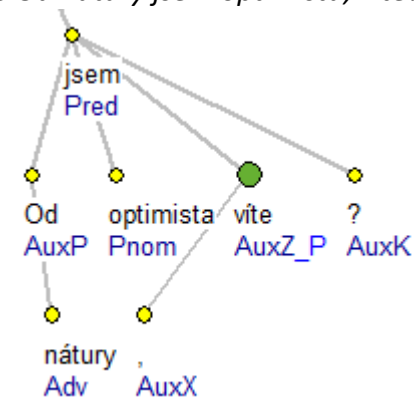 jsem
Pred
Od optimista víte ?
AuxP Pnom AuxZ_P AuxK
nátury ,
Adv AuxX